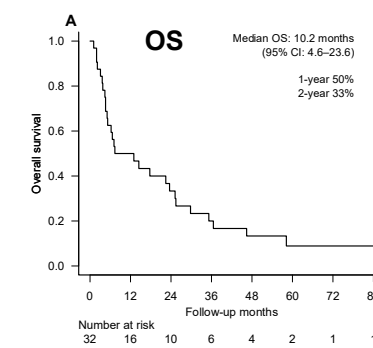 A
OS
Median OS: 10.2 months
(95% CI: 4.6–23.6)
1-year 50%
2-year 33%
1.0
0.8
0.6
0.4
0.2
0.0
Overall survival
0 12 24 36 48 60 72
Follow-up months
Number at risk
32 16 10 6 4 2 1